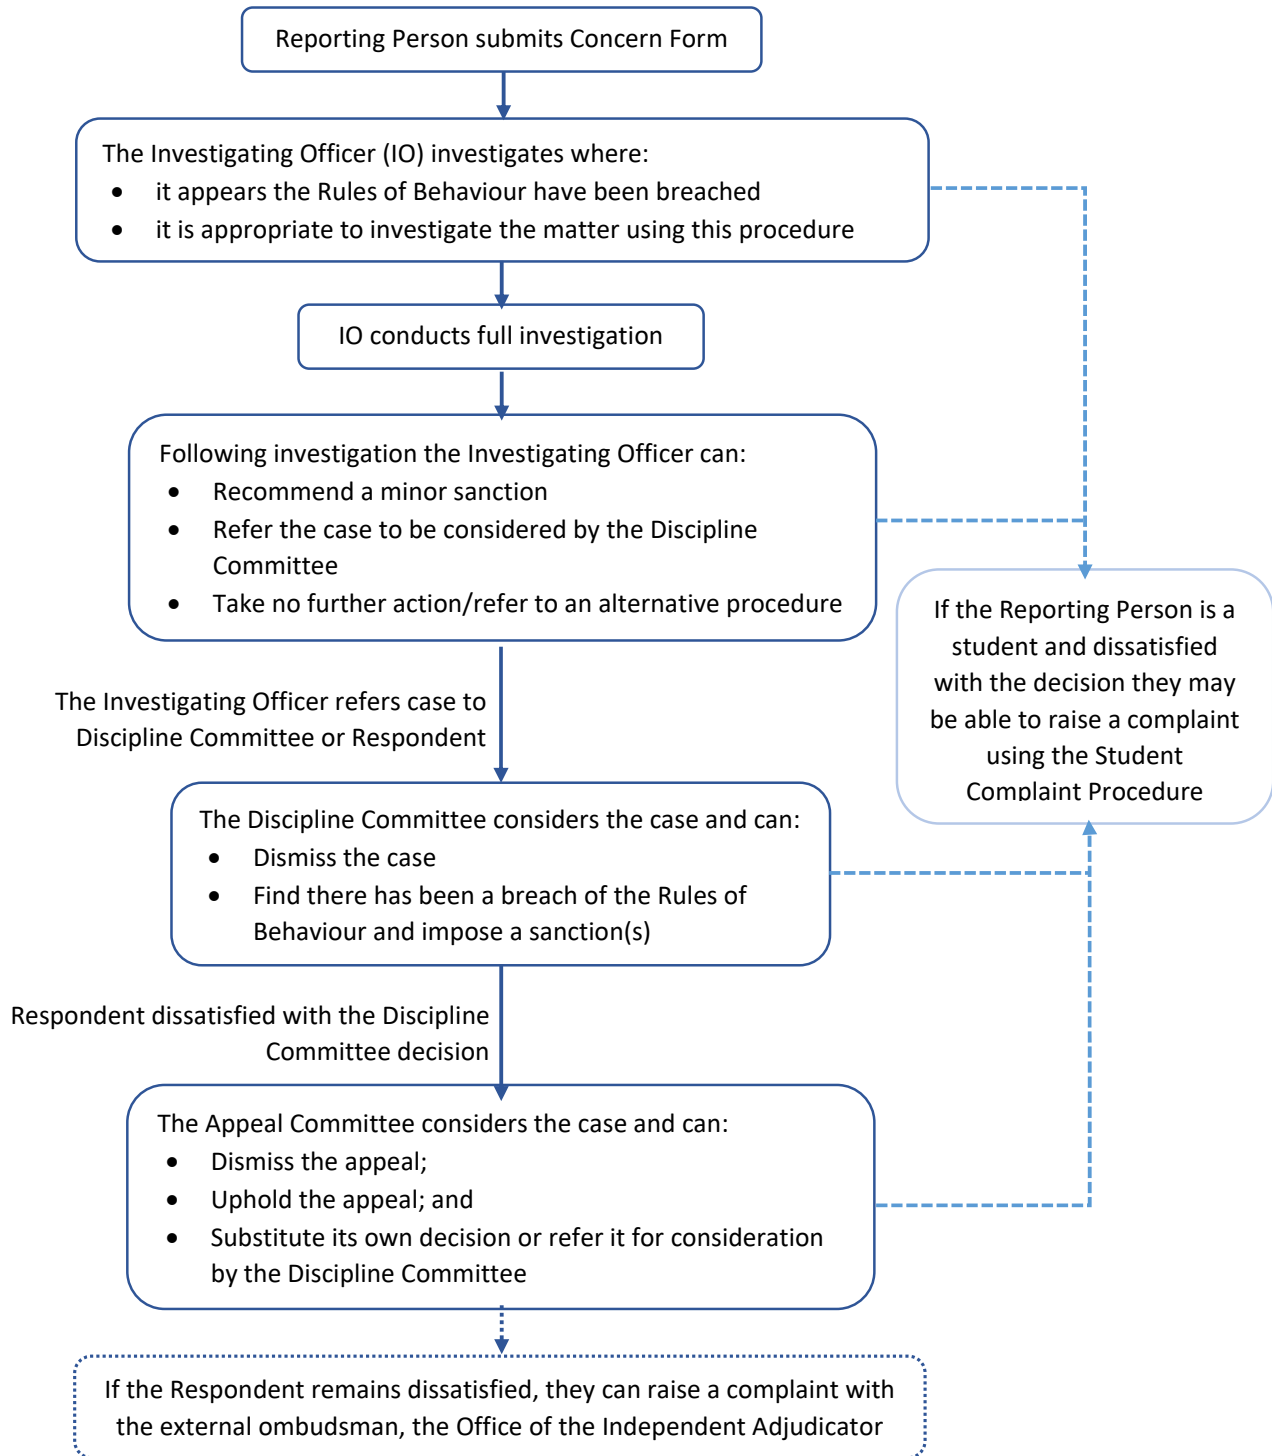 Reporting Person submits Concern Form
The Investigating Officer (IO) investigates where:
• it appears the Rules of Behaviour have been breached
• it is appropriate to investigate the matter using this procedure
IO conducts full investigation
Following investigation the Investigating Officer can:
• Recommend a minor sanction
• Refer the case to be considered by the Discipline
Committee
• Take no further action/refer to an alternative procedure
If the Reporting Person is a
student and dissatisfied
with the decision they may
be able to raise a complaint
using the Student
Complaint Procedure
The Investigating Officer refers case to
Discipline Committee or Respondent
The Discipline Committee considers the case and can:
• Dismiss the case
• Find there has been a breach of the Rules of
Behaviour and impose a sanction(s)
Respondent dissatisfied with the Discipline
Committee decision
The Appeal Committee considers the case and can:
• Dismiss the appeal;
• Uphold the appeal; and
• Substitute its own decision or refer it for consideration
by the Discipline Committee
If the Respondent remains dissatisfied, they can raise a complaint with
the external ombudsman, the Office of the Independent Adjudicator